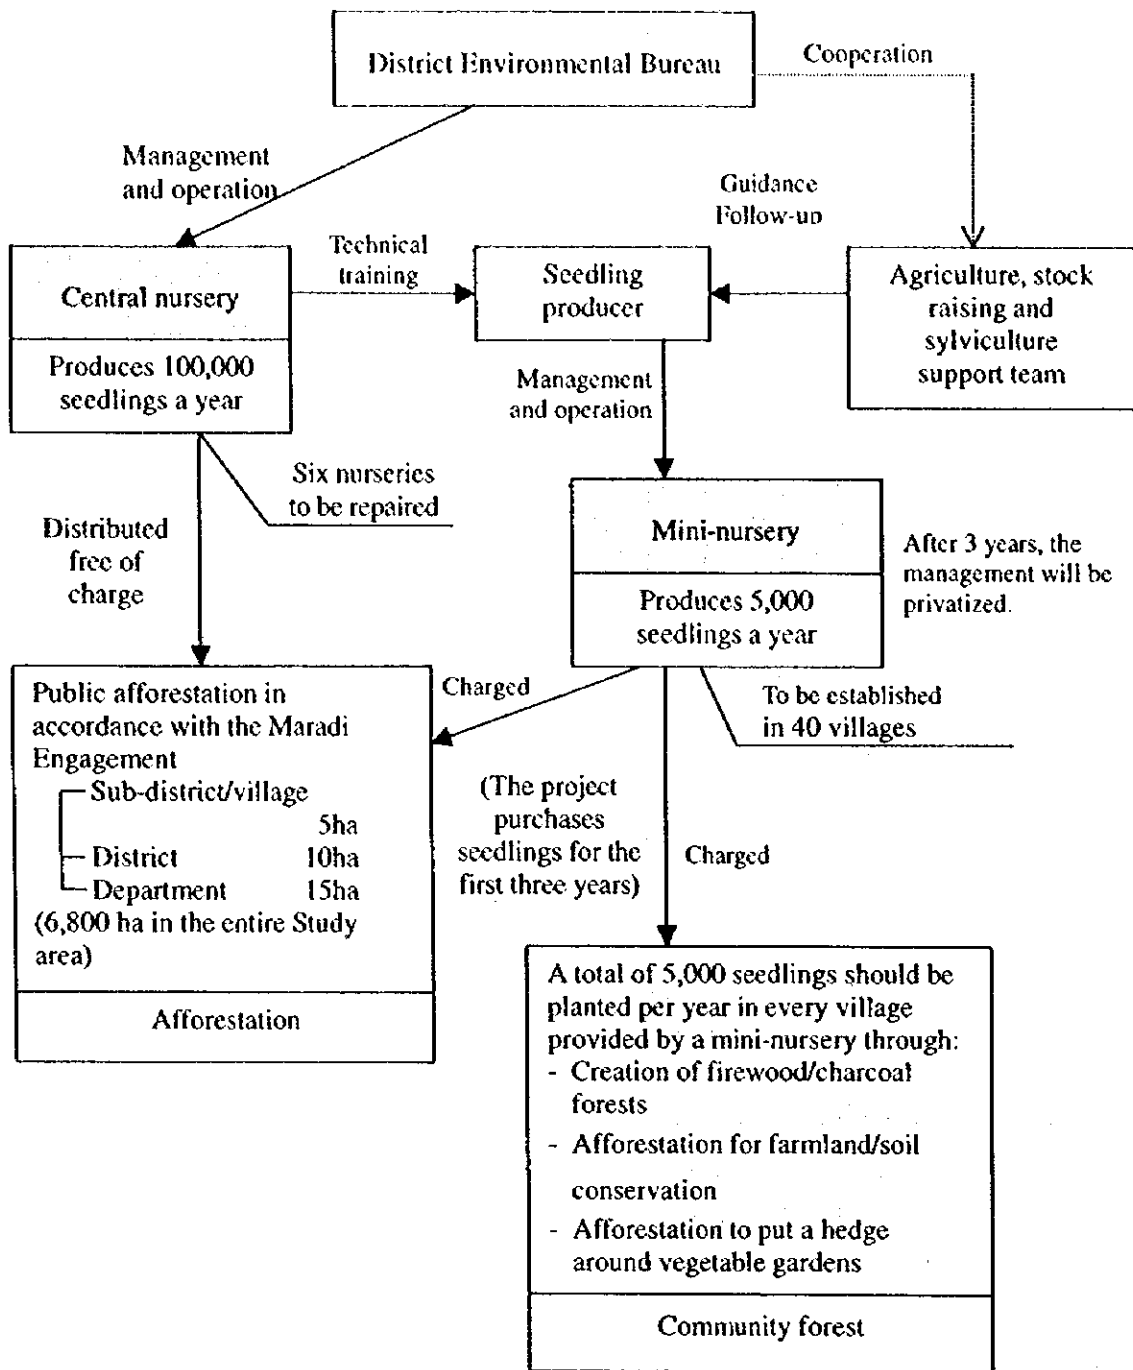 District Environmental Bureau
Cooperation
Management
and operation
Guidance
Follow-up
Central nursery
Produces 100,000
seedlings a year
Technical
training
Seedling
producer
Agriculture, stock
raising and
sylviculture
support team
Management
and operation
Six nurseries
to be repaired
Distributed
free of
charge
Mini-nursery
Produces 5,000
seedlings a year
After 3 years, the
management will be
privatized.
Public afforestation in
accordance with the Maradi
Engagement
Sub-district/village
5ha
District 10ha
Department 15ha
(6,800 ha in the entire Study
area)
Afforestation
Charged
To be established
in 40 villages
(The project
purchases
seedlings for the
first three years)
Charged
A total of 5,000 seedlings should be
planted per year in every village
provided by a mini-nursery through:
- Creation of firewood/charcoal
forests
- Afforestation for farmland/soil
conservation
- Afforestation to put a hedge
around vegetable gardens
Community forest